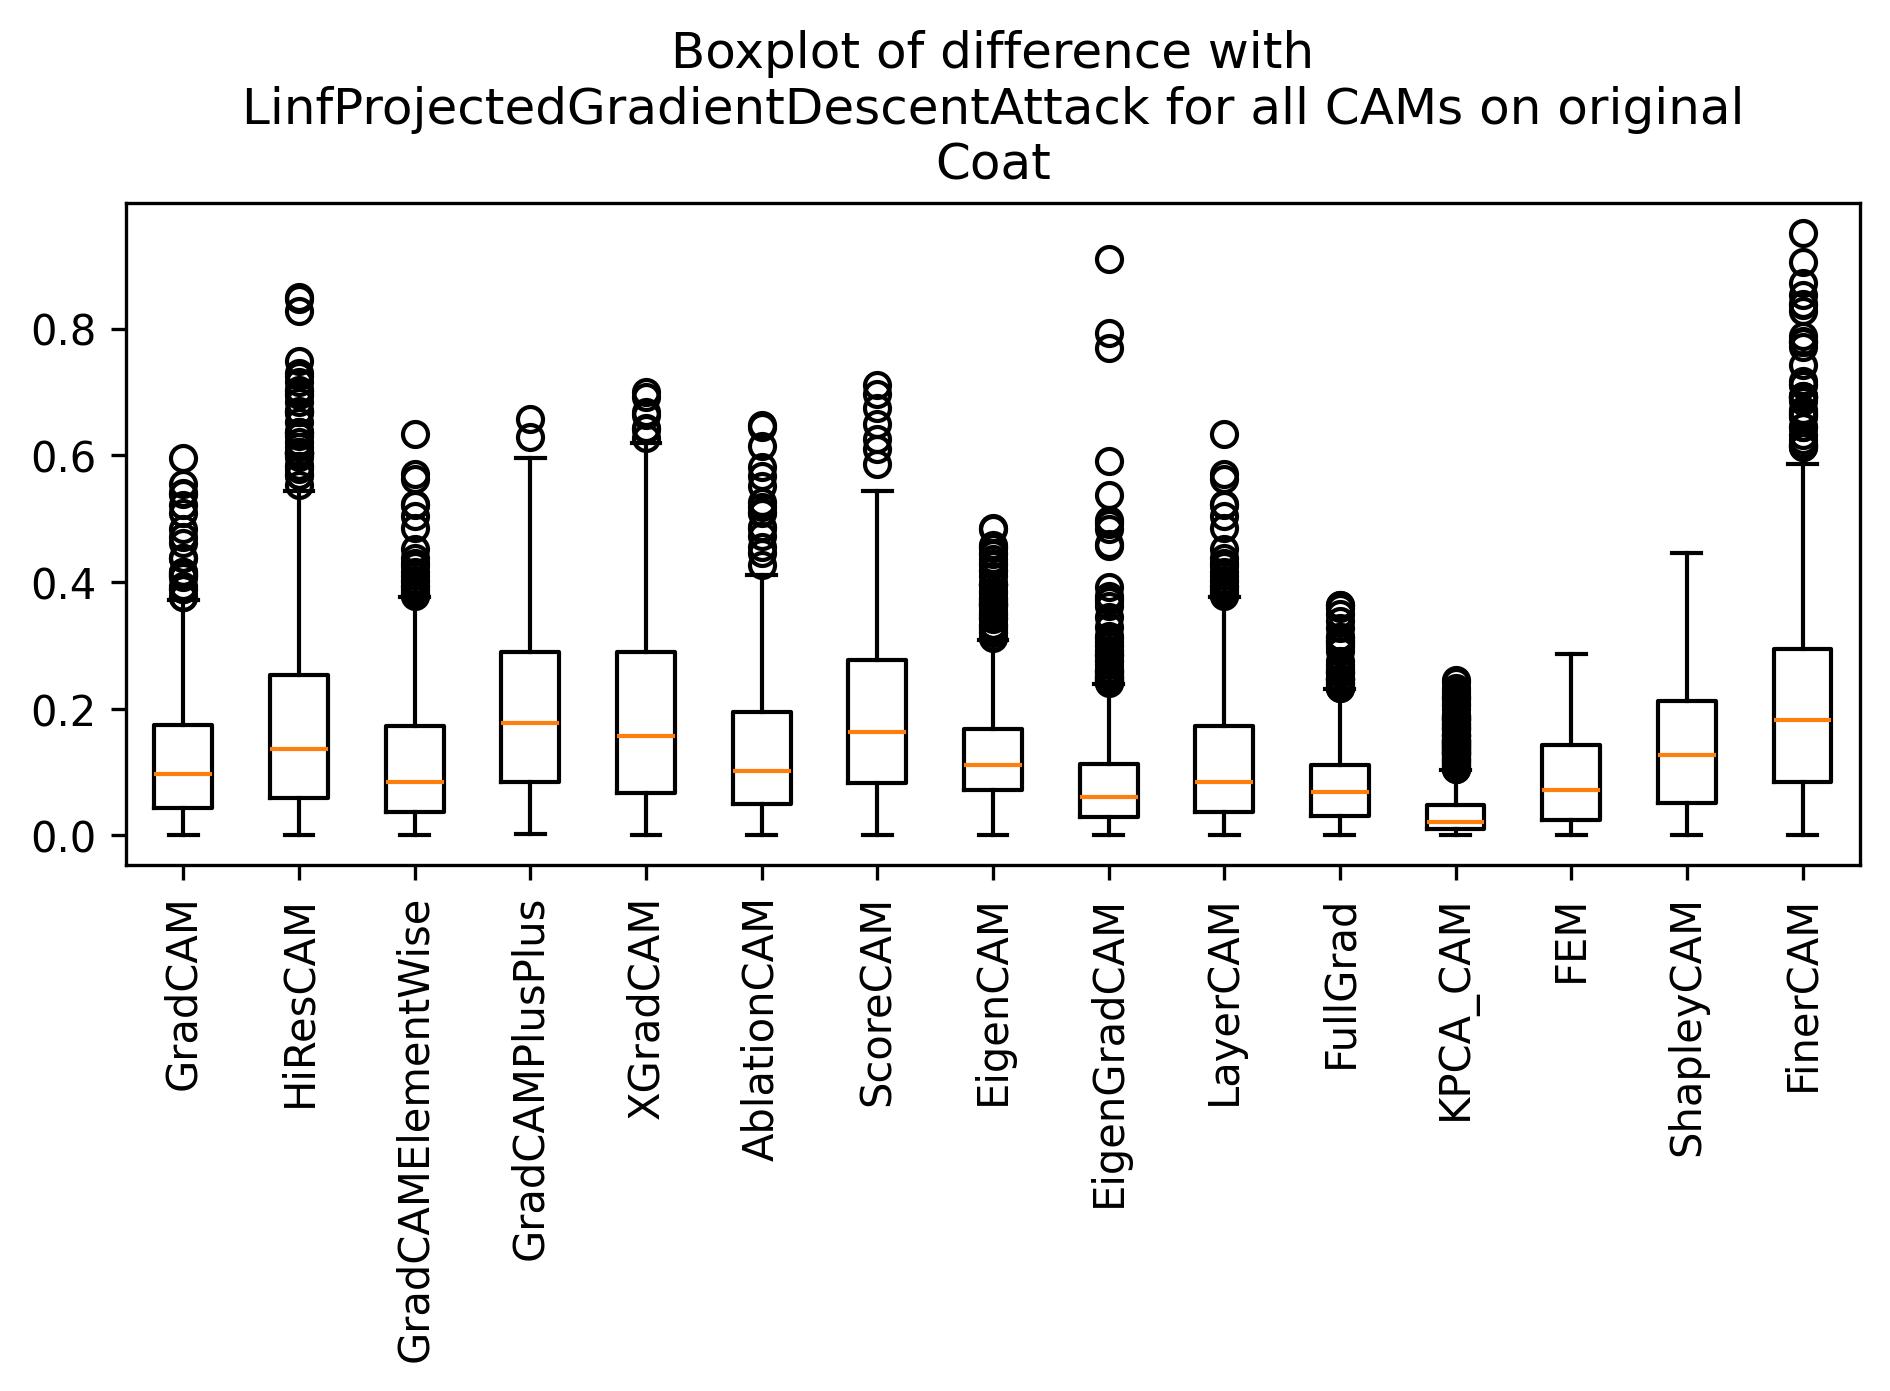 Boxplot of difference with
LinfProjectedGradientDescentAttack for all CAMs on original
Coat
0.8
0.6
0.4
0.2
0.0
GradCAM
HiResCAM
GradCAMElementWise
GradCAMPlusPlus
XGradCAM
AblationCAM
ScoreCAM
EigenCAM
EigenGradCAM
LayerCAM
FullGrad
KPCA_CAM
FEM
ShapleyCAM
FinerCAM